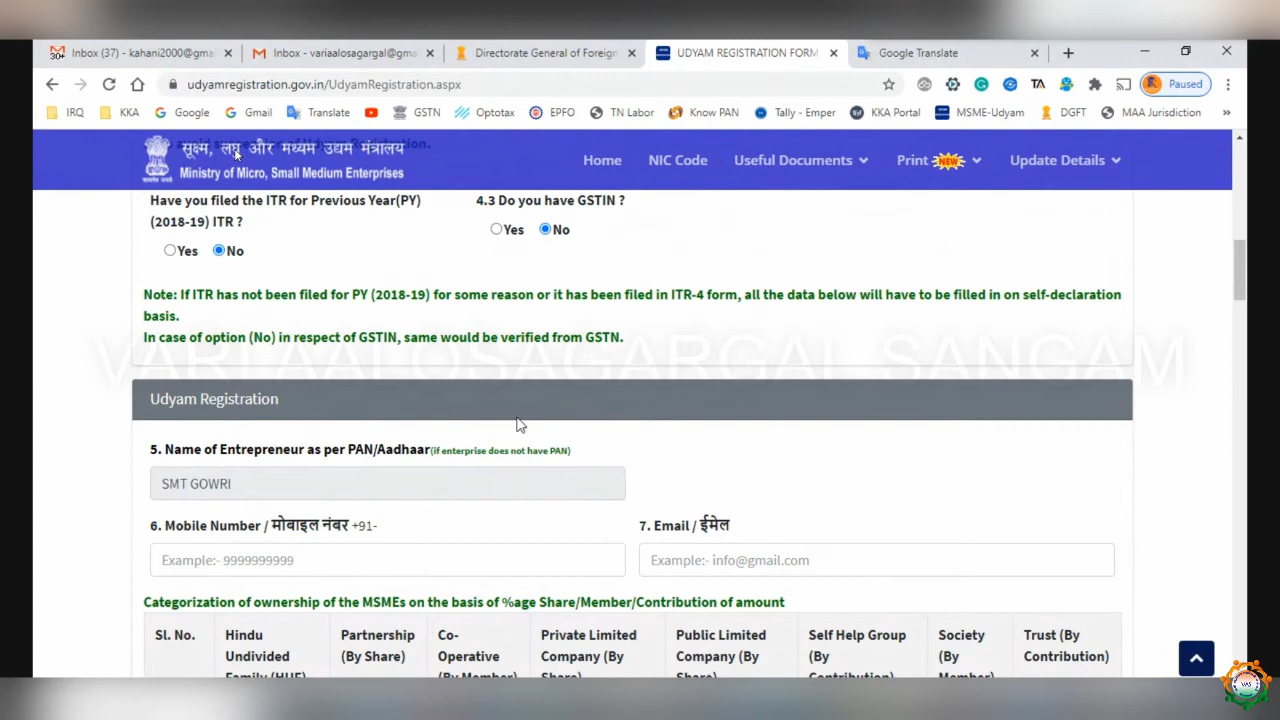 Inbox (37) - kahani2000@gma
Inbox - variaalosagargal@gma
Directorate General of Foreign
UDYAM REGISTRATION FORM
Google Translate
udyamregistration.gov.in/UdyamRegistration.aspx
TA
Paused
IRQ
KKA
Google
Gmail
Translate
GSTN
Optotax
EPFO
TN Labor
Know PAN
Tally - Emper
KKA Portal
MSME-Udyam
DGFT
MAA Jurisdiction
सूक्ष्म, लघु और मध्यम उद्यम मंत्रालय
Ministry of Micro, Small Medium Enterprises
Home
NIC Code
Useful Documents
Print NEW
Update Details
Have you filed the ITR for Previous Year(PY)
(2018-19) ITR ?
Yes No
4.3 Do you have GSTIN ?
Yes No
Note: If ITR has not been filed for PY (2018-19) for some reason or it has been filed in ITR-4 form, all the data below will have to be filled in on self-declaration
basis.
In case of option (No) in respect of GSTIN, same would be verified from GSTN.
VARIAALOSAGARGAL SANGAM
Udyam Registration
5. Name of Entrepreneur as per PAN/Aadhaar(if enterprise does not have PAN)
SMT GOWRI
6. Mobile Number / मोबाइल नंबर +91-
Example:- 9999999999
7. Email / ईमेल
Example:- info@gmail.com
Categorization of ownership of the MSMEs on the basis of %age Share/Member/Contribution of amount
Sl. No.
Hindu
Undivided
Family (HUF)
Partnership
(By Share)
Co-
Operative
(By Member)
Private Limited
Company (By
Share)
Public Limited
Company (By
Share)
Self Help Group
(By
Contribution)
Society
(By
Member)
Trust (By
Contribution)
VAS